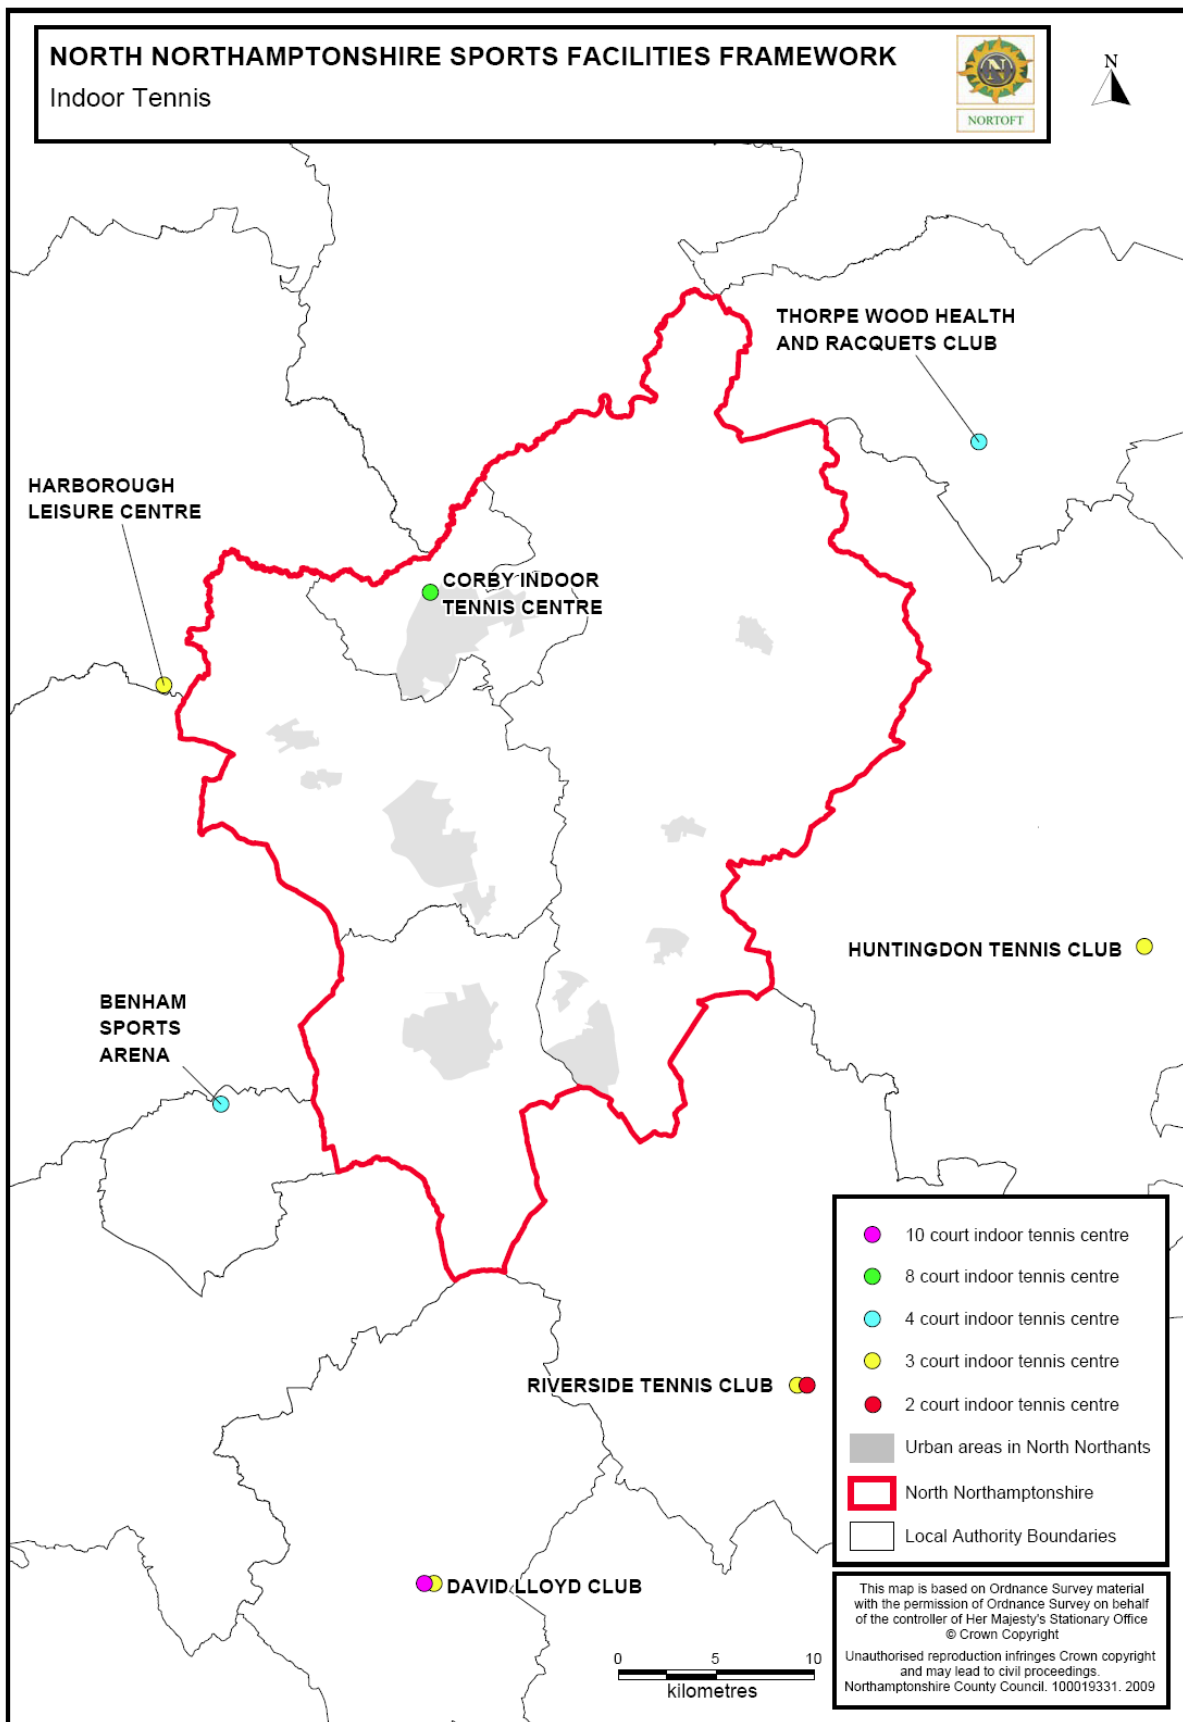 NORTH NORTHAMPTONSHIRE SPORTS FACILITIES FRAMEWORK
Indoor Tennis
N
NORTOFT
N
THORPE WOOD HEALTH
AND RACQUETS CLUB
HARBOROUGH
LEISURE CENTRE
CORBY INDOOR
TENNIS CENTRE
HUNTINGDON TENNIS CLUB
BENHAM
SPORTS
ARENA
RIVERSIDE TENNIS CLUB
DAVID LLOYD CLUB
10 court indoor tennis centre
8 court indoor tennis centre
4 court indoor tennis centre
3 court indoor tennis centre
2 court indoor tennis centre
Urban areas in North Northants
North Northamptonshire
Local Authority Boundaries
0 5 10
kilometres
This map is based on Ordnance Survey material
with the permission of Ordnance Survey on behalf
of the controller of Her Majesty's Stationary Office
© Crown Copyright
Unauthorised reproduction infringes Crown copyright
and may lead to civil proceedings.
Northamptonshire County Council. 100019331. 2009